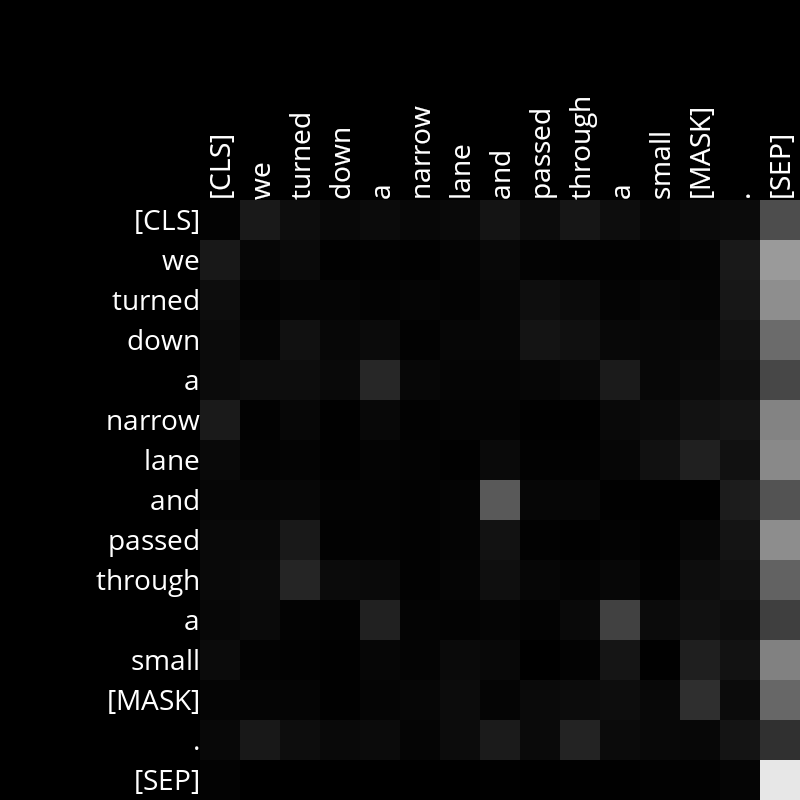 [CLS]
we
turned
down
a
narrow
lane
and
passed
through
a
small
[MASK]
.
[SEP]
[CLS]
we
turned
down
a
narrow
lane
and
passed
through
a
small
[MASK]
.
[SEP]